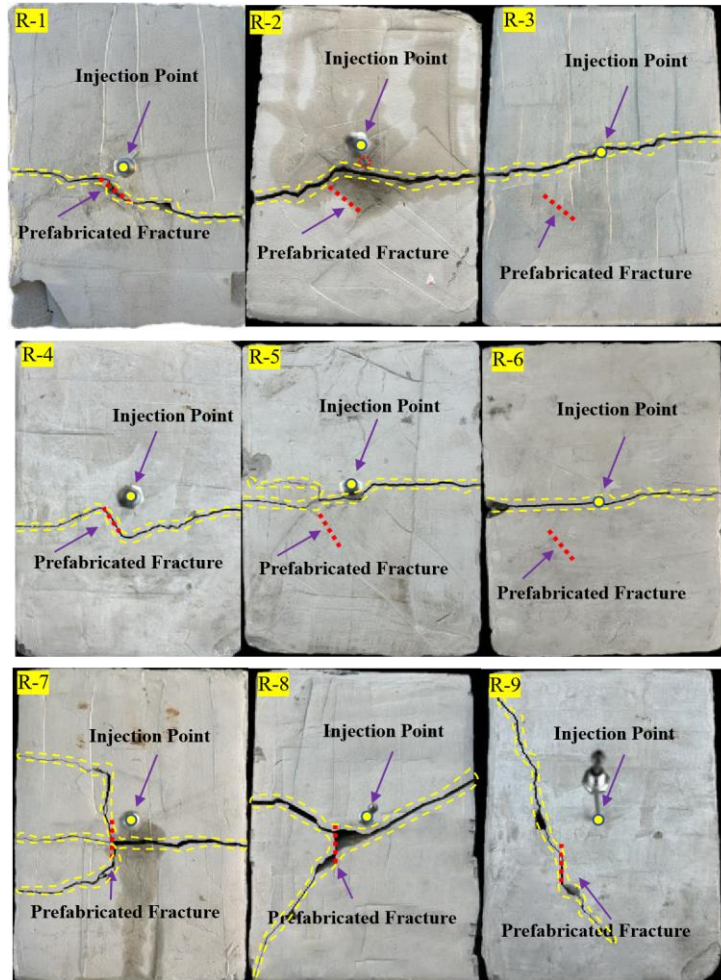 R-1
Injection Point
Prefabricated Fracture
R-2
Injection Point
Prefabricated Fracture
R-3
Injection Point
Prefabricated Fracture
R-4
Injection Point
Prefabricated Fracture
R-5
Injection Point
Prefabricated Fracture
R-6
Injection Point
Prefabricated Fracture
R-7
Injection Point
Prefabricated Fracture
R-8
Injection Point
Prefabricated Fracture
R-9
Injection Point
Prefabricated Fracture